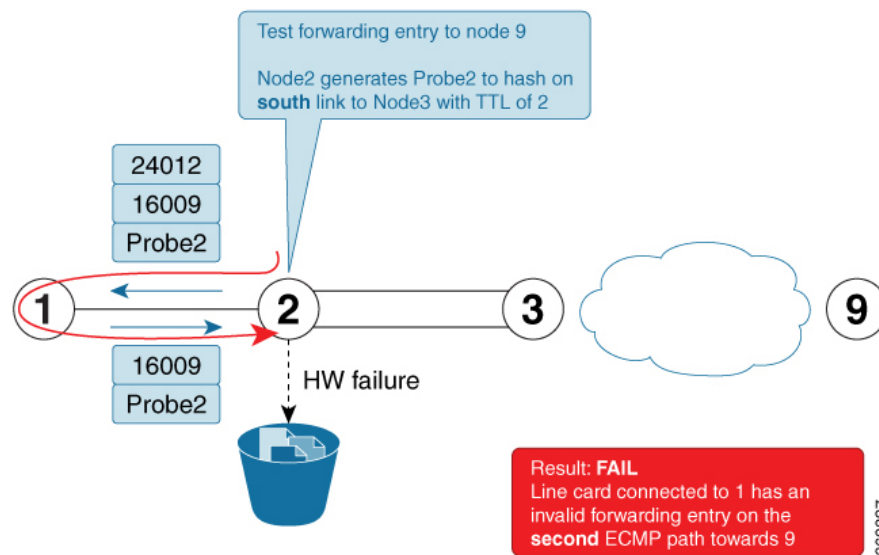 Test forwarding entry to node 9
Node2 generates Probe2 to hash on
south link to Node3 with TTL of 2
24012
16009
Probe2
1
2
3
9
16009
Probe2
HW failure
Result: FAIL
Line card connected to 1 has an
invalid forwarding entry on the
second ECMP path towards 9